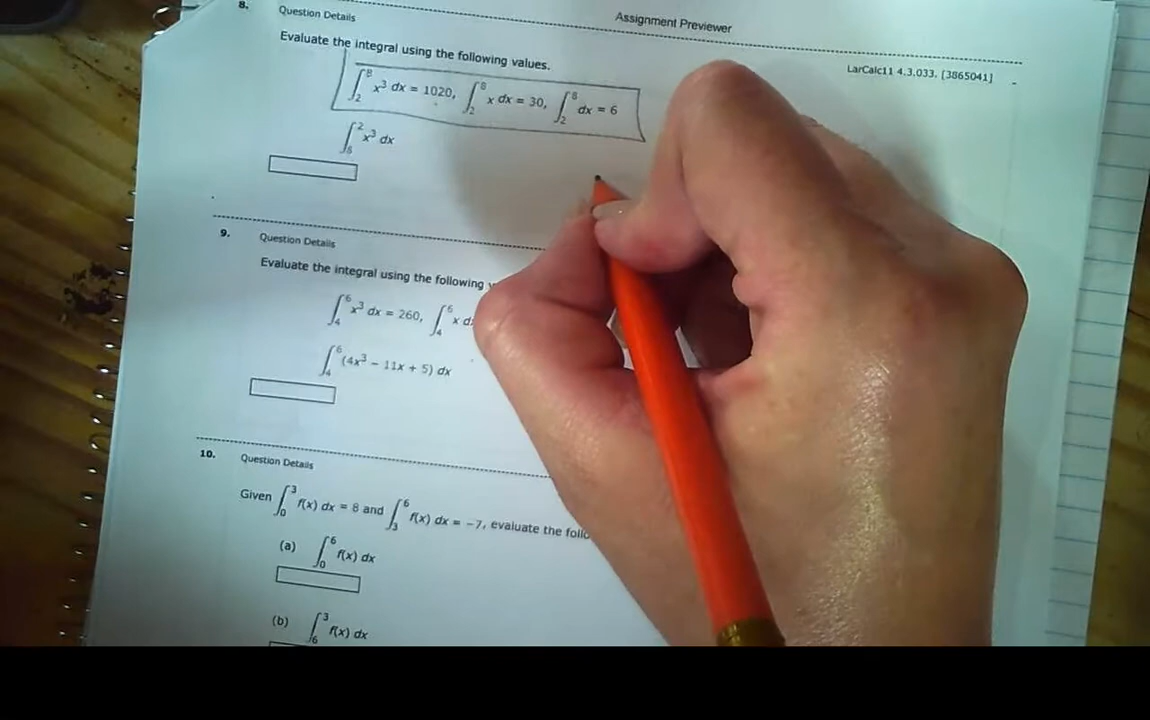 Assignment Previewer
8. Question Details LarCalc11 4.3.033. [3865041]
Evaluate the integral using the following values.
∫₂⁸ x³ dx = 1020, ∫₂⁸ x dx = 30, ∫₂⁸ dx = 6
∫² x³ dx
9. Question Details
Evaluate the integral using the following
∫₄⁶ x³ dx = 260, ∫₄⁶ x
∫₄⁶ (4x³ − 11x + 5) dx
10. Question Details
Given ∫₀³ f(x) dx = 8 and ∫₃⁶ f(x) dx = −7, evaluate the
(a) ∫₀⁶ f(x) dx
(b) ∫₆³ f(x) dx